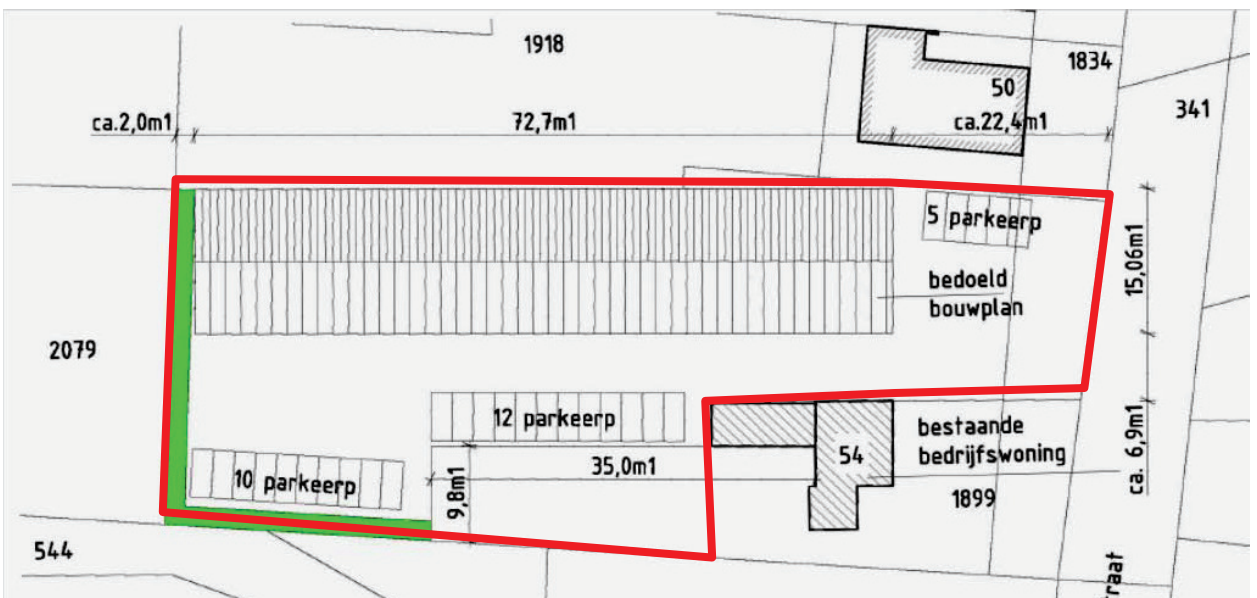 1918
1834
50
341
ca.2,0m1
72,7m1
ca.22,4m1
5 parkeerp
15,06m1
bedoeld
bouwplan
2079
12 parkeerp
bestaande
bedrijfswoning
54
ca. 6,9m1
35,0m1
10 parkeerp
9,8m1
1899
544
raat